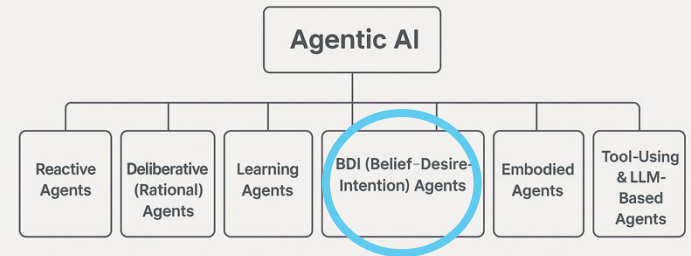 Agentic AI
Reactive
Agents
Deliberative
(Rational)
Agents
Learning
Agents
BDI (Belief-Desire-
Intention) Agents
Embodied
Agents
Tool-Using
& LLM-
Based
Agents